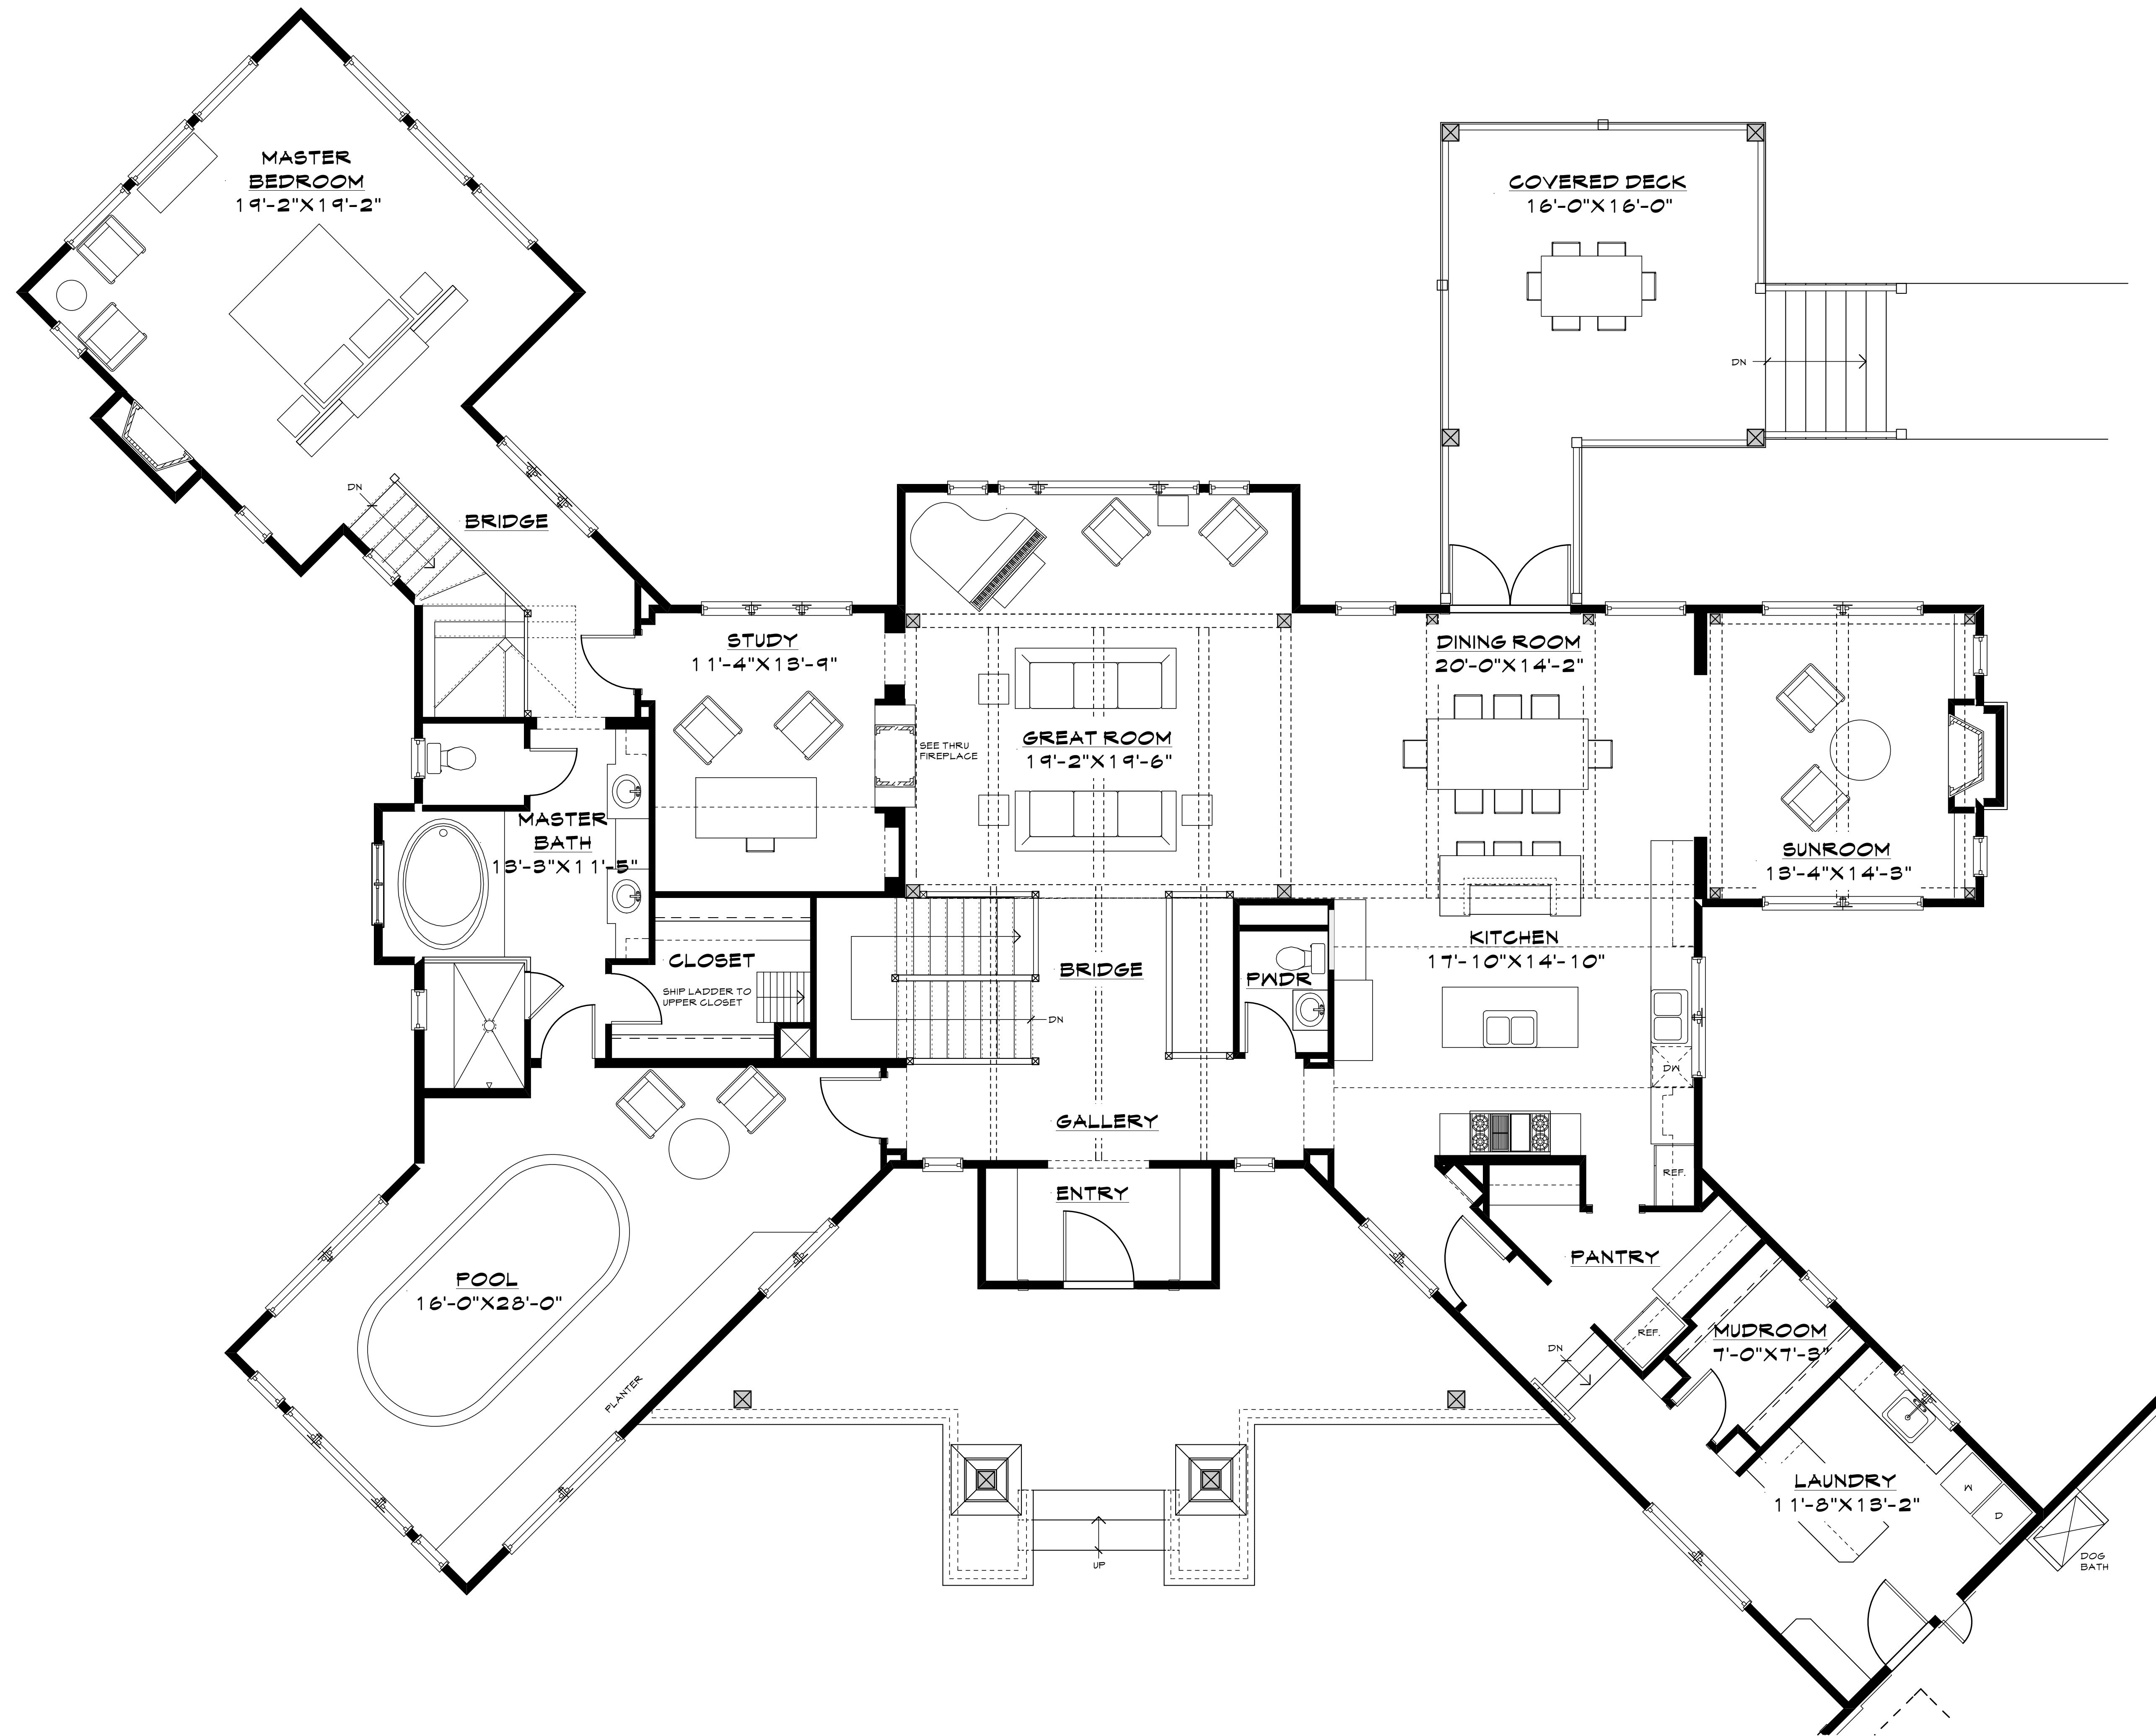 MASTER
BEDROOM
19'-2"X19'-2"
COVERED DECK
16'-0"X16'-0"
DN
DN
BRIDGE
STUDY
11'-4"X13'-9"
DINING ROOM
20'-0"X14'-2"
SEE THRU
FIREPLACE
GREAT ROOM
19'-2"X19'-6"
MASTER
BATH
13'-3"X11'-5"
SUNROOM
13'-4"X14'-3"
CLOSET
SHIP LADDER TO
UPPER CLOSET
BRIDGE
DN
PWDR
KITCHEN
17'-10"X14'-10"
DW
GALLERY
REF.
ENTRY
PANTRY
POOL
16'-0"X28'-0"
PLANTER
REF.
DN
MUDROOM
7'-0"X7'-3"
LAUNDRY
11'-8"X13'-2"
W
D
UP
DOG
BATH